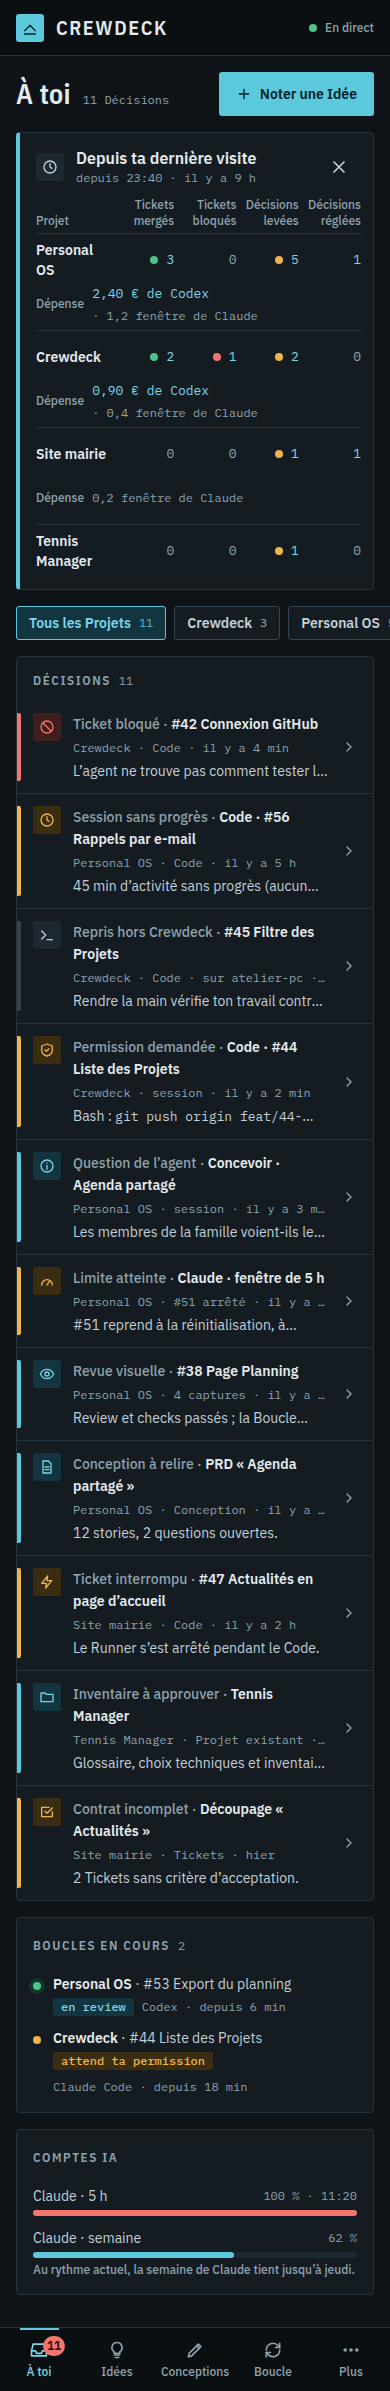 CREWDECK
En direct
À toi 11 Décisions
+ Noter une Idée
Depuis ta dernière visite
depuis 23:40 · il y a 9 h
Projet
Tickets mergés
Tickets bloqués
Décisions levées
Décisions réglées
Personal OS 3 0 5 1
Dépense 2,40 € de Codex
· 1,2 fenêtre de Claude
Crewdeck 2 1 2 0
Dépense 0,90 € de Codex
· 0,4 fenêtre de Claude
Site mairie 0 0 1 1
Dépense 0,2 fenêtre de Claude
Tennis Manager 0 0 1 0
Tous les Projets 11
Crewdeck 3
Personal OS
DÉCISIONS 11
Ticket bloqué · #42 Connexion GitHub
Crewdeck · Code · il y a 4 min
L’agent ne trouve pas comment tester l…
Session sans progrès · Code · #56
Rappels par e-mail
Personal OS · Code · il y a 5 h
45 min d’activité sans progrès (aucun…
Repris hors Crewdeck · #45 Filtre des
Projets
Crewdeck · Code · sur atelier-pc ·…
Rendre la main vérifie ton travail contr…
Permission demandée · Code · #44
Liste des Projets
Crewdeck · session · il y a 2 min
Bash : git push origin feat/44-…
Question de l’agent · Concevoir ·
Agenda partagé
Personal OS · session · il y a 3 m…
Les membres de la famille voient-ils le…
Limite atteinte · Claude · fenêtre de 5 h
Personal OS · #51 arrêté · il y a …
#51 reprend à la réinitialisation, à…
Revue visuelle · #38 Page Planning
Personal OS · 4 captures · il y a …
Review et checks passés ; la Boucle…
Conception à relire · PRD « Agenda
partagé »
Personal OS · Conception · il y a …
12 stories, 2 questions ouvertes.
Ticket interrompu · #47 Actualités en
page d’accueil
Site mairie · Code · il y a 2 h
Le Runner s’est arrêté pendant le Code.
Inventaire à approuver · Tennis
Manager
Tennis Manager · Projet existant ·…
Glossaire, choix techniques et inventai…
Contrat incomplet · Découpage «
Actualités »
Site mairie · Tickets · hier
2 Tickets sans critère d’acceptation.
BOUCLES EN COURS 2
Personal OS · #53 Export du planning
en review Codex · depuis 6 min
Crewdeck · #44 Liste des Projets
attend ta permission
Claude Code · depuis 18 min
COMPTES IA
Claude · 5 h 100 % · 11:20
Claude · semaine 62 %
Au rythme actuel, la semaine de Claude tient jusqu’à jeudi.
11
À toi
Idées
Conceptions
Boucle
Plus